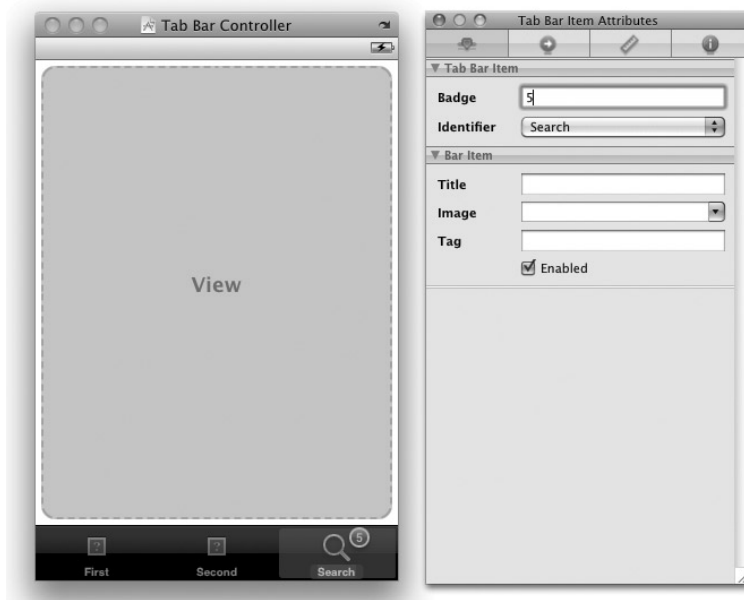 Tab Bar Controller
View
First
Second
5
Search
Tab Bar Item Attributes
Tab Bar Item
Badge
5
Identifier
Search
Bar Item
Title
Image
Tag
Enabled